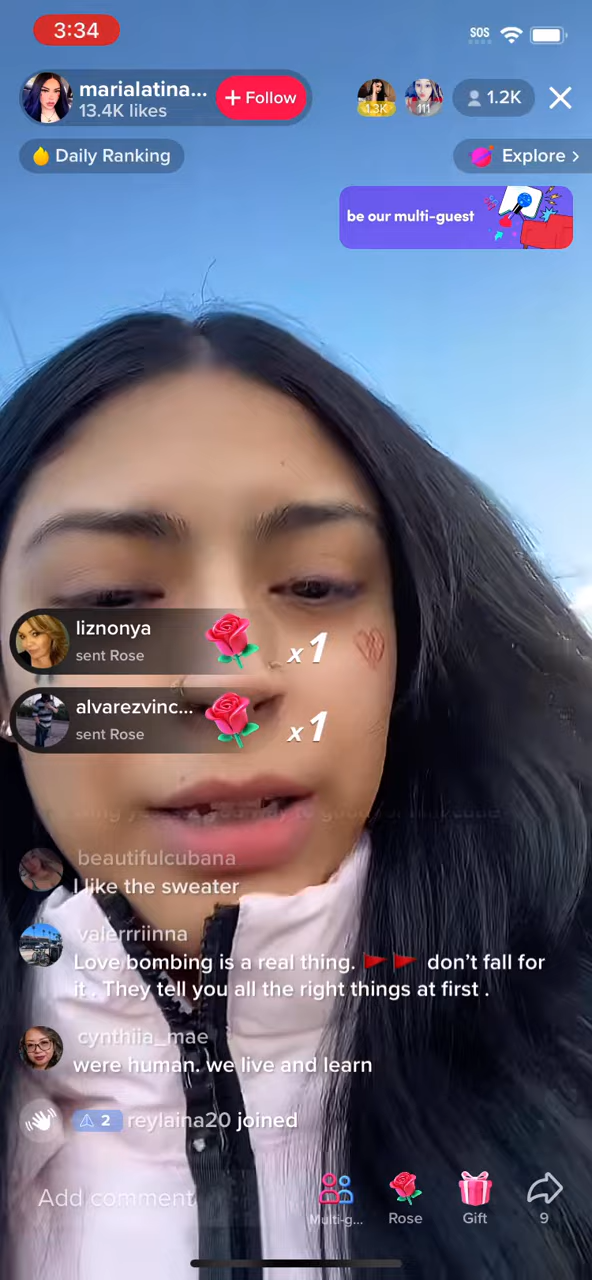 3:34
SOS
marialatina...
13.4K likes
+ Follow
1.3K
111
1.2K
Daily Ranking
Explore >
be our multi-guest
liznonya
sent Rose
x1
alvarezvinc...
sent Rose
x1
beautifulcubana
I like the sweater
valerrriinna
Love bombing is a real thing. 🚩🚩 don't fall for
it . They tell you all the right things at first .
cynthiia_mae
were human. we live and learn
2 reylaina20 joined
Add comment
Multi-g...
Rose
Gift
9